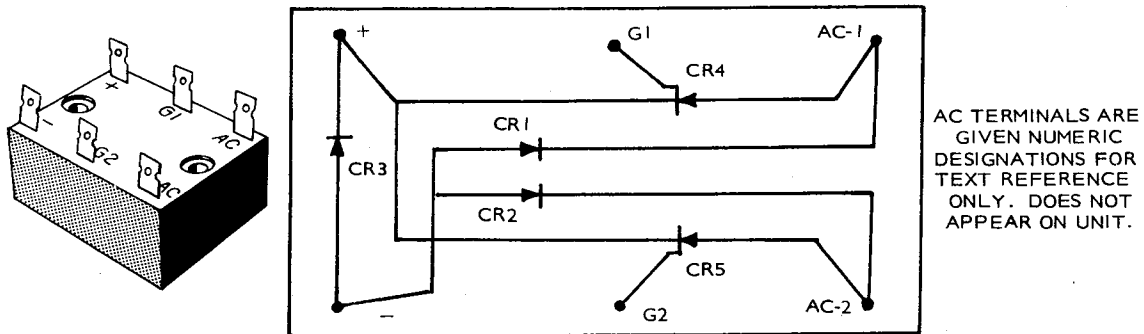 +
G1
AC
-
G2
AC
+
G1
AC-1
CR4
CR1
CR3
CR2
CR5
-
G2
AC-2
AC TERMINALS ARE
GIVEN NUMERIC
DESIGNATIONS FOR
TEXT REFERENCE
ONLY. DOES NOT
APPEAR ON UNIT.